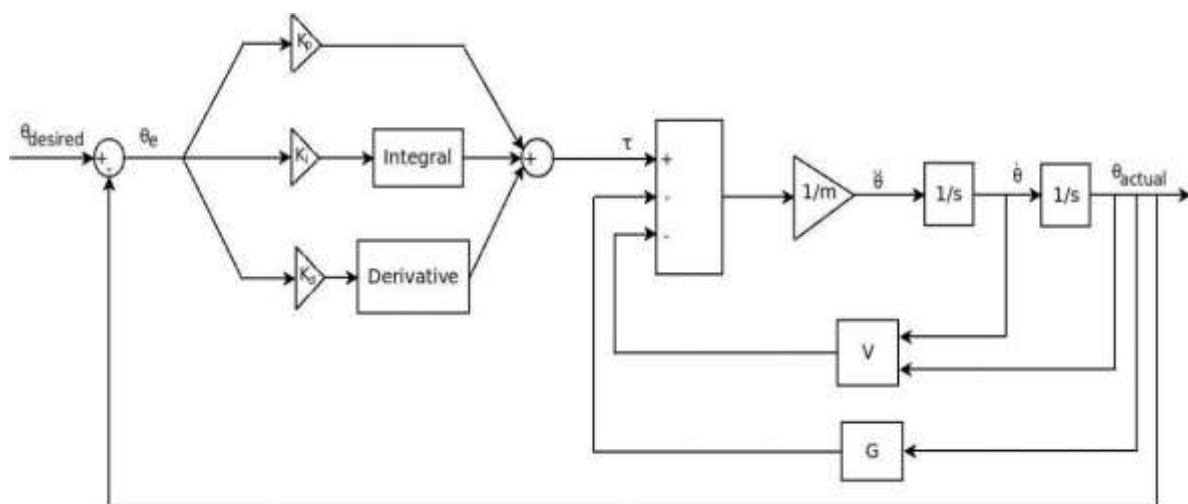 Kp
θdesired
+
-
θe
Ki
Integral
+
τ
+
-
-
1/m
θ̈
1/s
θ̇
1/s
θactual
Kd
Derivative
V
G